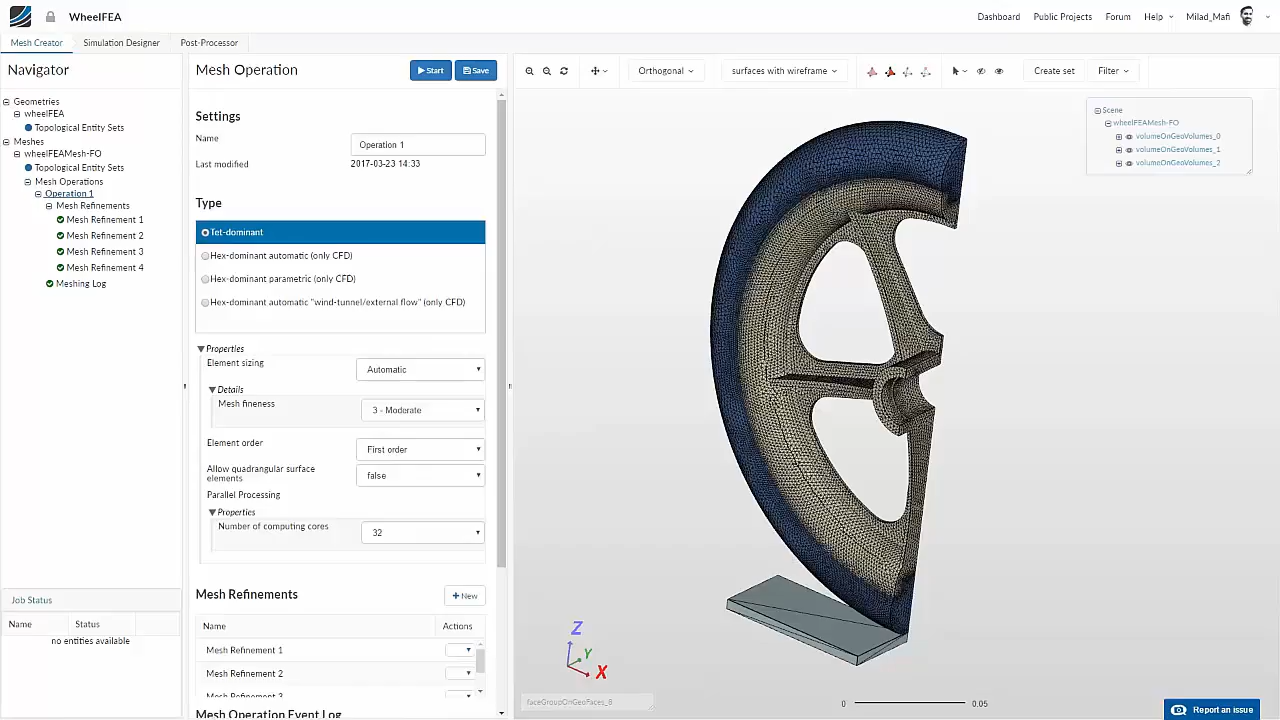 WheelFEA
Dashboard Public Projects Forum Help Milad_Mafi
Mesh Creator Simulation Designer Post-Processor
Navigator
Geometries
wheelFEA
Topological Entity Sets
Meshes
wheelFEAMesh-FO
Topological Entity Sets
Mesh Operations
Operation 1
Mesh Refinements
Mesh Refinement 1
Mesh Refinement 2
Mesh Refinement 3
Mesh Refinement 4
Meshing Log
Job Status
Name Status
no entities available
Mesh Operation
Start Save
Settings
Name Operation 1
Last modified 2017-03-23 14:33
Type
Tet-dominant
Hex-dominant automatic (only CFD)
Hex-dominant parametric (only CFD)
Hex-dominant automatic "wind-tunnel/external flow" (only CFD)
Properties
Element sizing Automatic
Details
Mesh fineness 3 - Moderate
Element order First order
Allow quadrangular surface
elements false
Parallel Processing
Properties
Number of computing cores 32
Mesh Refinements
New
Name Actions
Mesh Refinement 1
Mesh Refinement 2
Mesh Refinement 3
Mesh Operation Event Log
Orthogonal surfaces with wireframe Create set
Scene
wheelFEAMesh-FO
volumeOnGeoVolumes_0
volumeOnGeoVolumes_1
volumeOnGeoVolumes_2
Z
Y
X
faceGroupOnGeoFaces_8
0 0.05
Report an issue